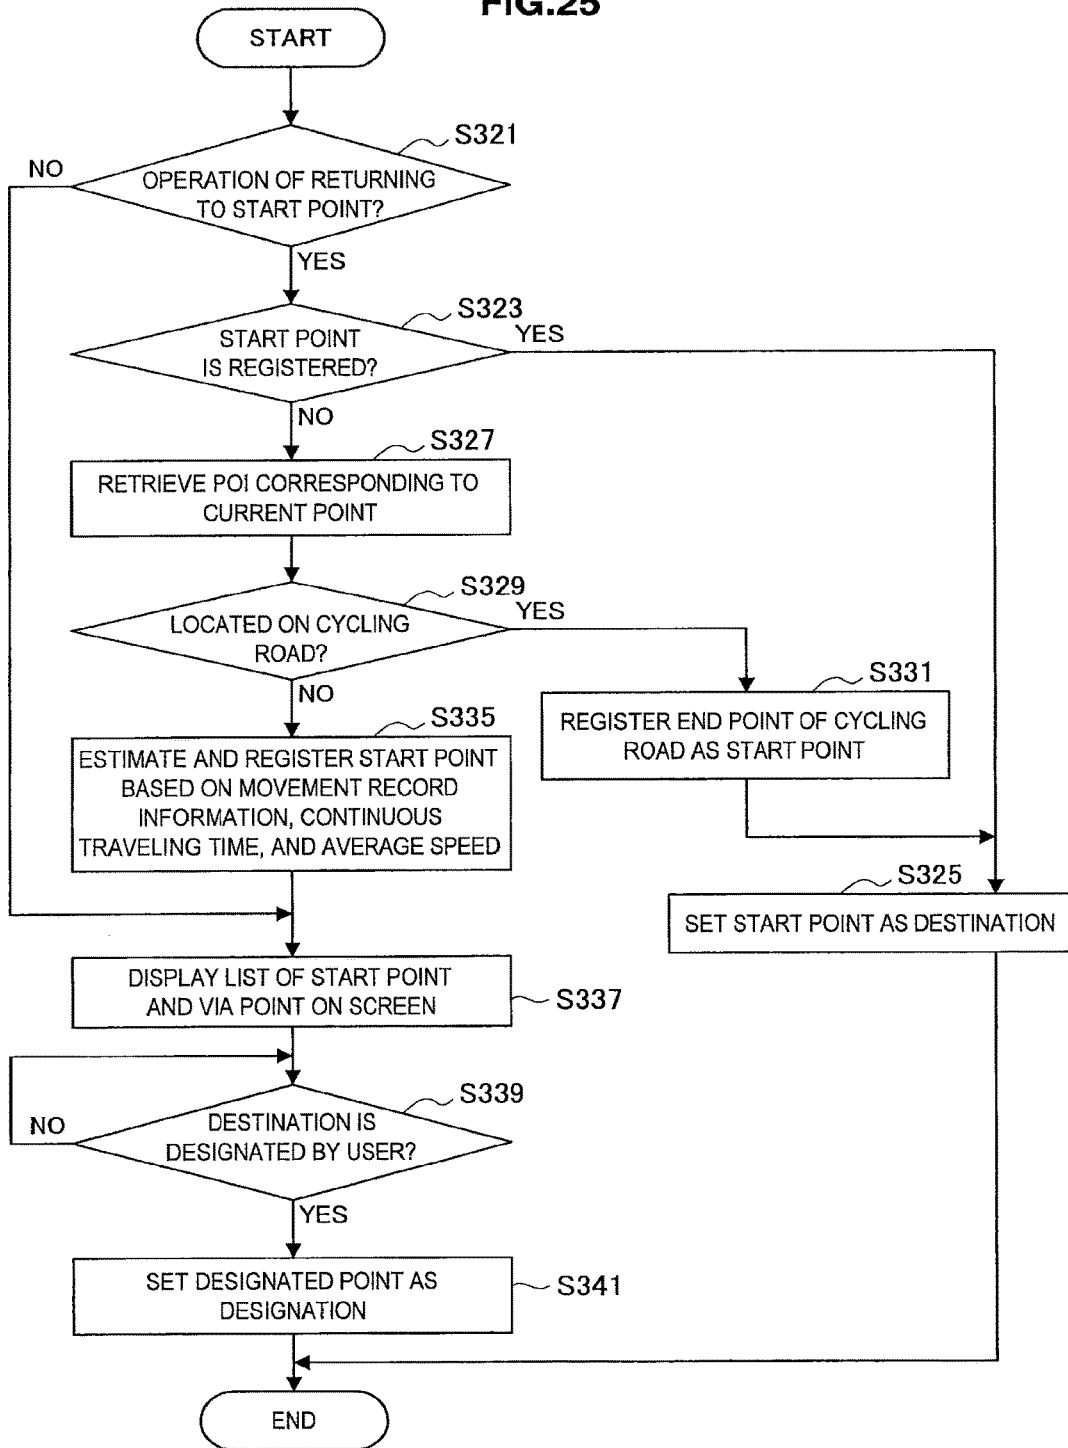 FIG.25
START
S321
NO
OPERATION OF RETURNING
TO START POINT?
YES
S323
START POINT
IS REGISTERED?
YES
NO
S327
RETRIEVE POI CORRESPONDING TO
CURRENT POINT
S329
LOCATED ON CYCLING
ROAD?
YES
NO
S331
REGISTER END POINT OF CYCLING
ROAD AS START POINT
S335
ESTIMATE AND REGISTER START POINT
BASED ON MOVEMENT RECORD
INFORMATION, CONTINUOUS
TRAVELING TIME, AND AVERAGE SPEED
S325
SET START POINT AS DESTINATION
DISPLAY LIST OF START POINT
AND VIA POINT ON SCREEN
S337
S339
NO
DESTINATION IS
DESIGNATED BY USER?
YES
SET DESIGNATED POINT AS
DESIGNATION
S341
END